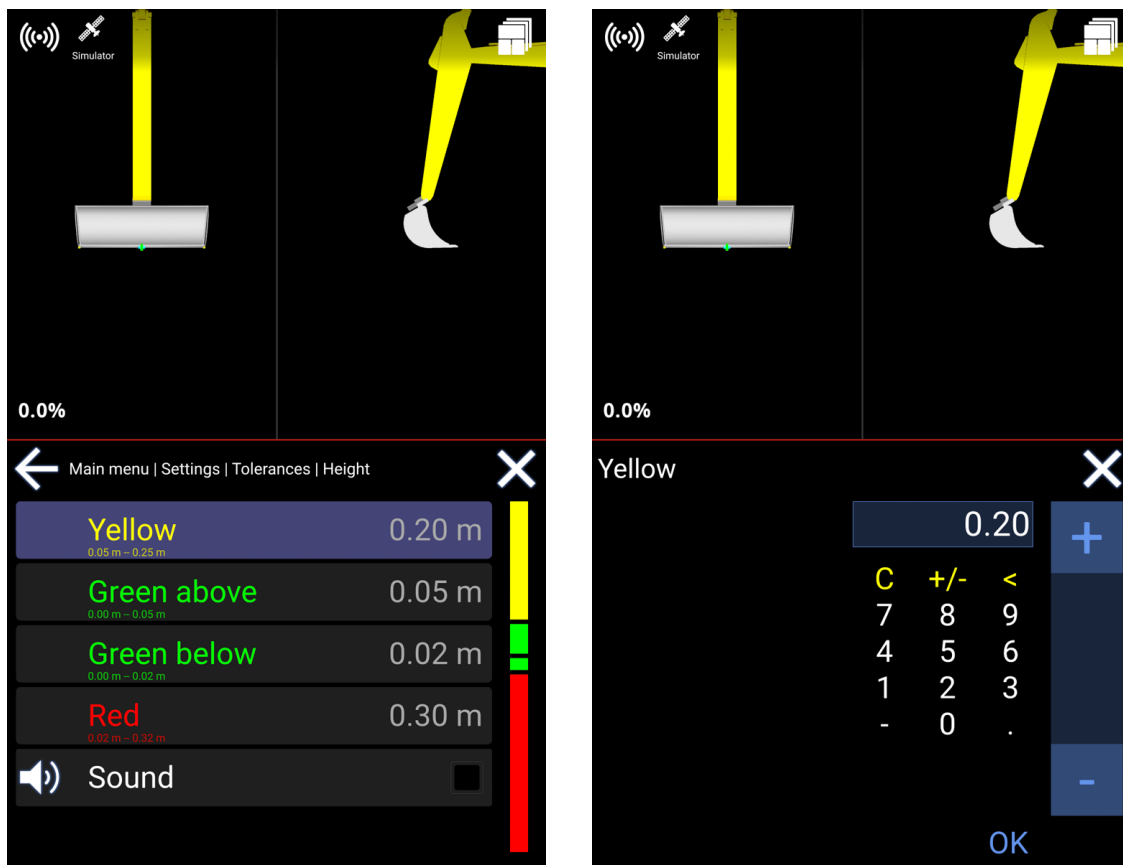 Simulator
0.0%
Main menu | Settings | Tolerances | Height
Yellow 0.20 m
0.05 m – 0.25 m
Green above 0.05 m
0.00 m – 0.05 m
Green below 0.02 m
0.00 m – 0.02 m
Red 0.30 m
0.02 m – 0.32 m
Sound
Simulator
0.0%
Yellow
0.20 +
C +/- <
7 8 9
4 5 6
1 2 3
- 0 .
-
OK